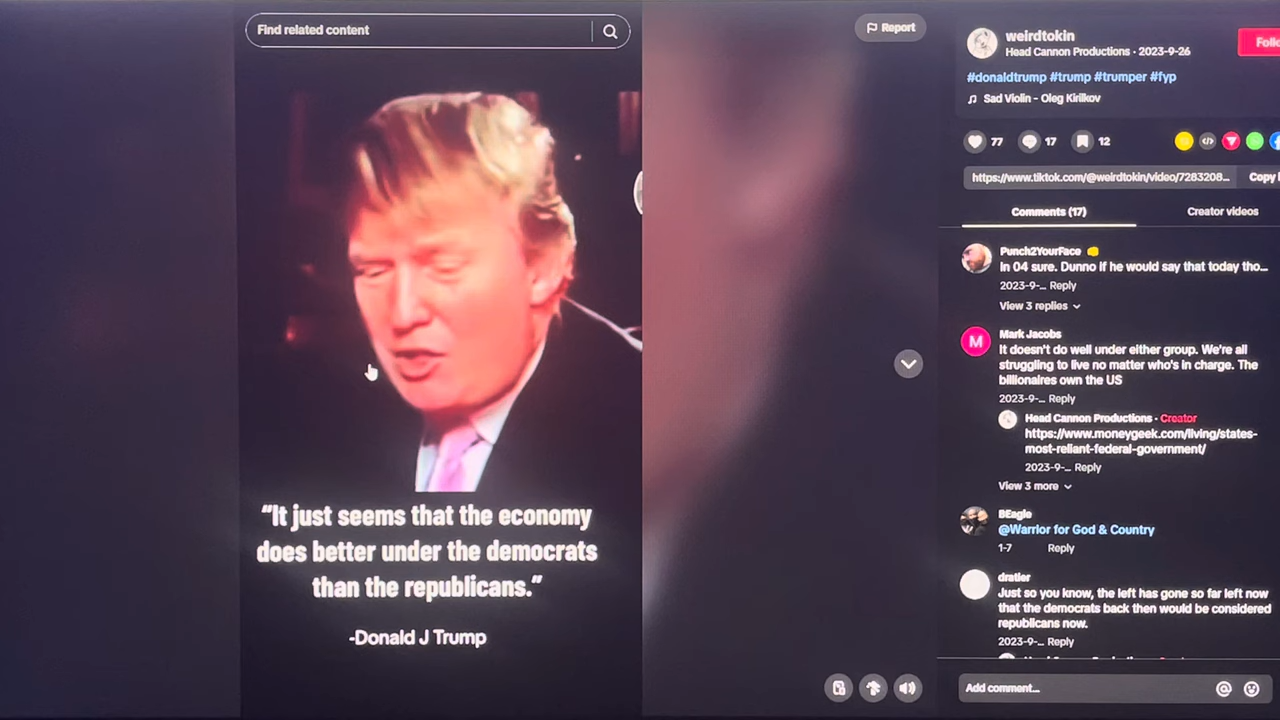 Find related content
Report
“It just seems that the economy
does better under the democrats
than the republicans.”
-Donald J Trump
weirdtokin
Head Cannon Productions · 2023-9-26
#donaldtrump #trump #trumper #fyp
Sad Violin - Oleg Kirilkov
77
17
12
https://www.tiktok.com/@weirdtokin/video/7283208...
Copy
Comments (17)
Creator videos
Punch2YourFace
In 04 sure. Dunno if he would say that today tho...
2023-9-... Reply
View 3 replies
M
Mark Jacobs
It doesn't do well under either group. We're all
struggling to live no matter who's in charge. The
billionaires own the US
2023-9-... Reply
Head Cannon Productions · Creator
https://www.moneygeek.com/living/states-
most-reliant-federal-government/
2023-9-... Reply
View 3 more
BEagle
@Warrior for God & Country
1-7 Reply
dratler
Just so you know, the left has gone so far left now
that the democrats back then would be considered
republicans now.
2023-9-... Reply
Add comment...